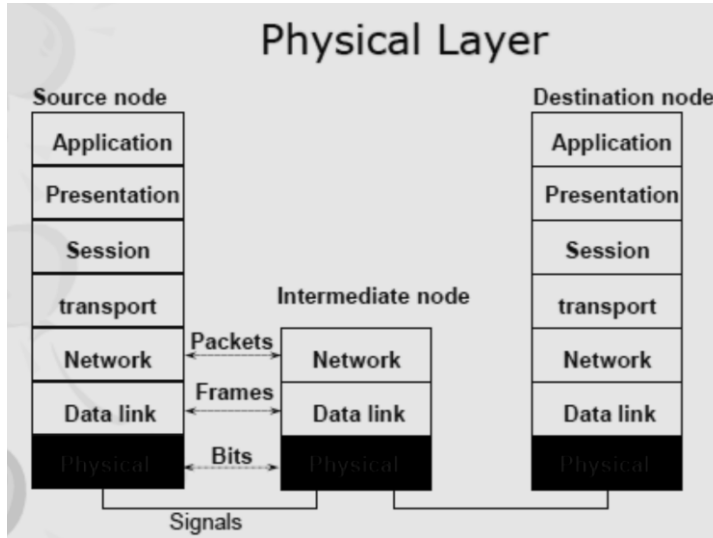 Physical Layer
Source node
Destination node
Application
Presentation
Session
transport
Network
Data link
Physical
Intermediate node
Packets
Frames
Bits
Network
Data link
Physical
Application
Presentation
Session
transport
Network
Data link
Physical
Signals